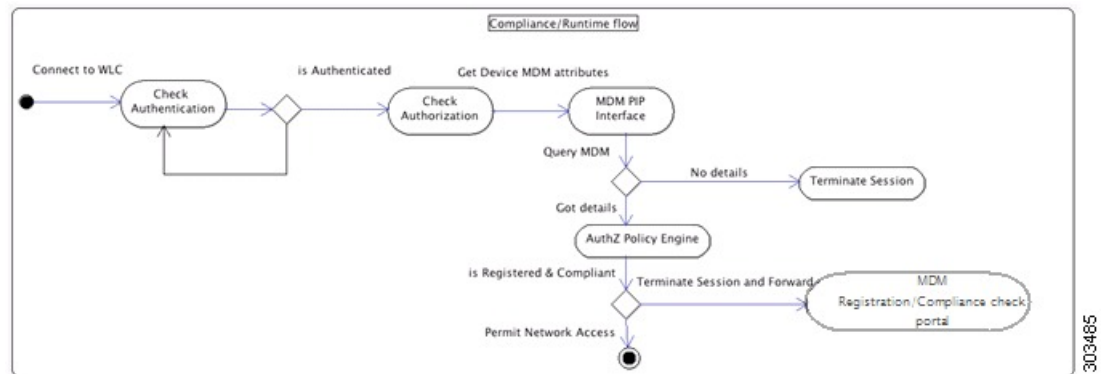 Compliance/Runtime flow
Connect to WLC
is Authenticated
Get Device MDM attributes
Check
Authentication
Check
Authorization
MDM PIP
Interface
Query MDM
No details
Terminate Session
Got details
AuthZ Policy Engine
is Registered & Compliant
Terminate Session and Forward
MDM
Registration/Compliance check
portal
Permit Network Access
303485